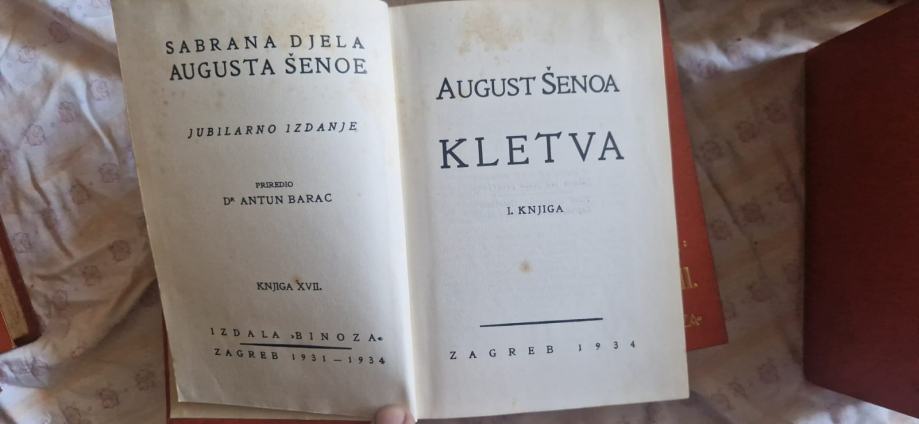 SABRANA DJELA
AUGUSTA ŠENOE
JUBILARNO IZDANJE
PRIREDIO
DR ANTUN BARAC
KNJIGA XVII.
IZDALA »BINOZA«
ZAGREB 1931—1934
AUGUST ŠENOA
KLETVA
I. KNJIGA
ZAGREB 1934